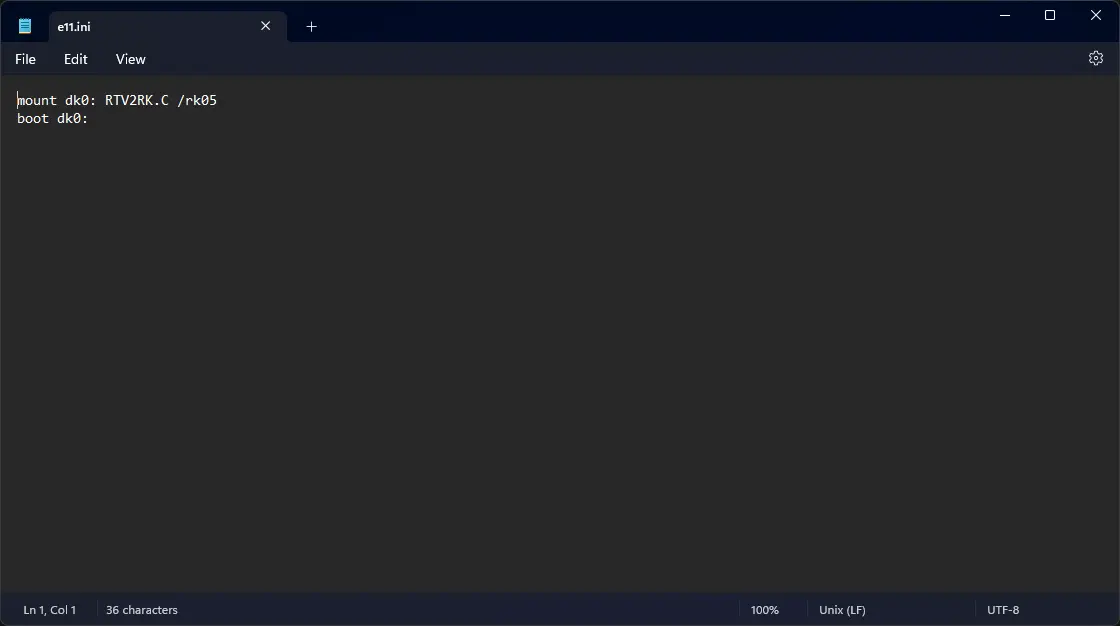 e11.ini
File Edit View
mount dk0: RTV2RK.C /rk05
boot dk0:
Ln 1, Col 1 36 characters 100% Unix (LF) UTF-8